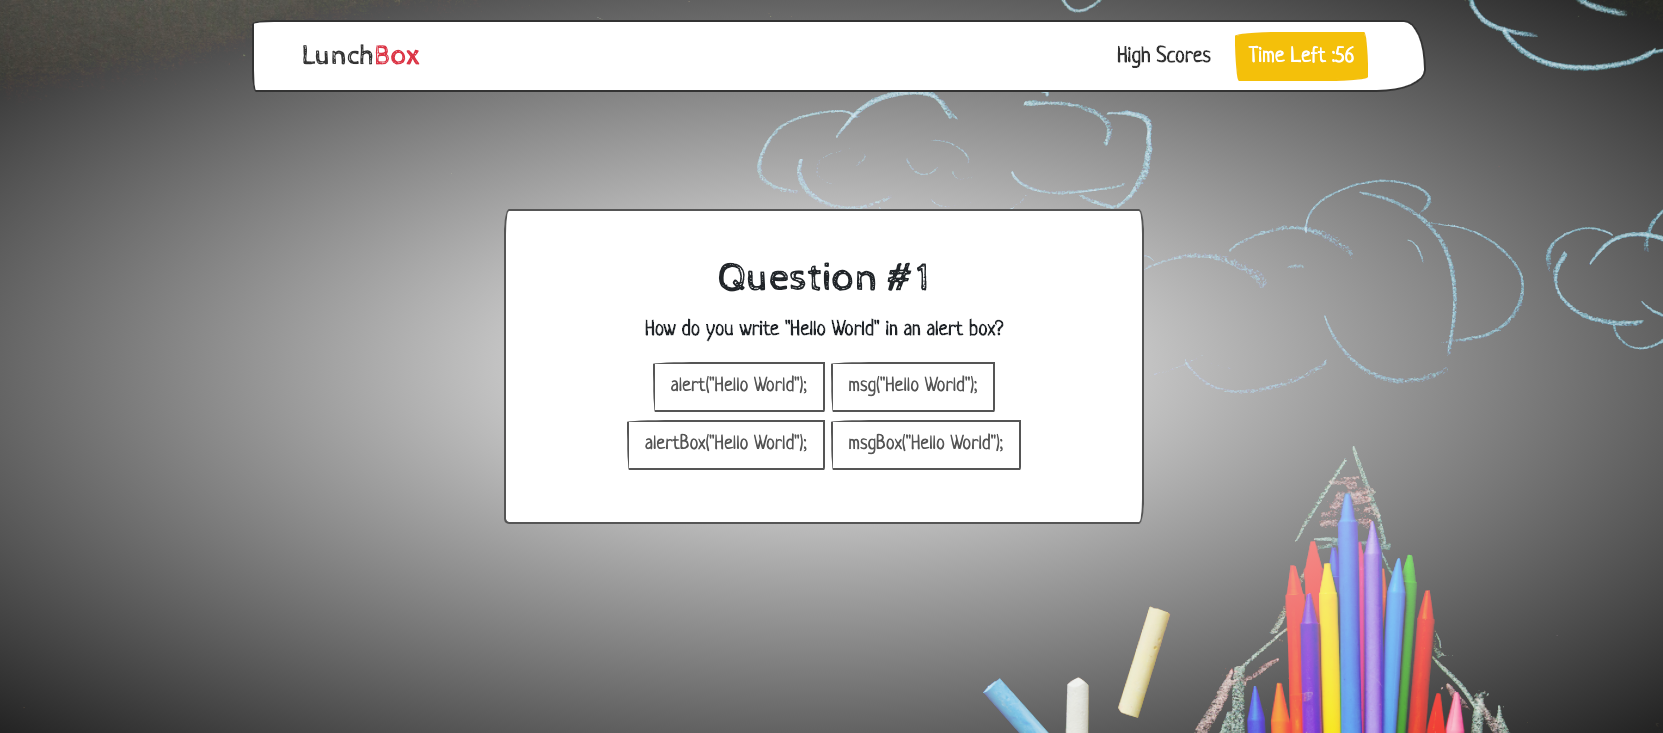 LunchBox
High Scores
Time Left :56
Question #1
How do you write "Hello World" in an alert box?
alert("Hello World"); msg("Hello World");
alertBox("Hello World"); msgBox("Hello World");